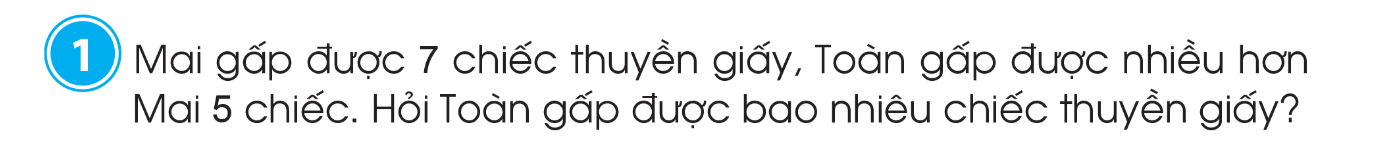 1 Mai gấp được 7 chiếc thuyền giấy, Toàn gấp được nhiều hơn
Mai 5 chiếc. Hỏi Toàn gấp được bao nhiêu chiếc thuyền giấy?